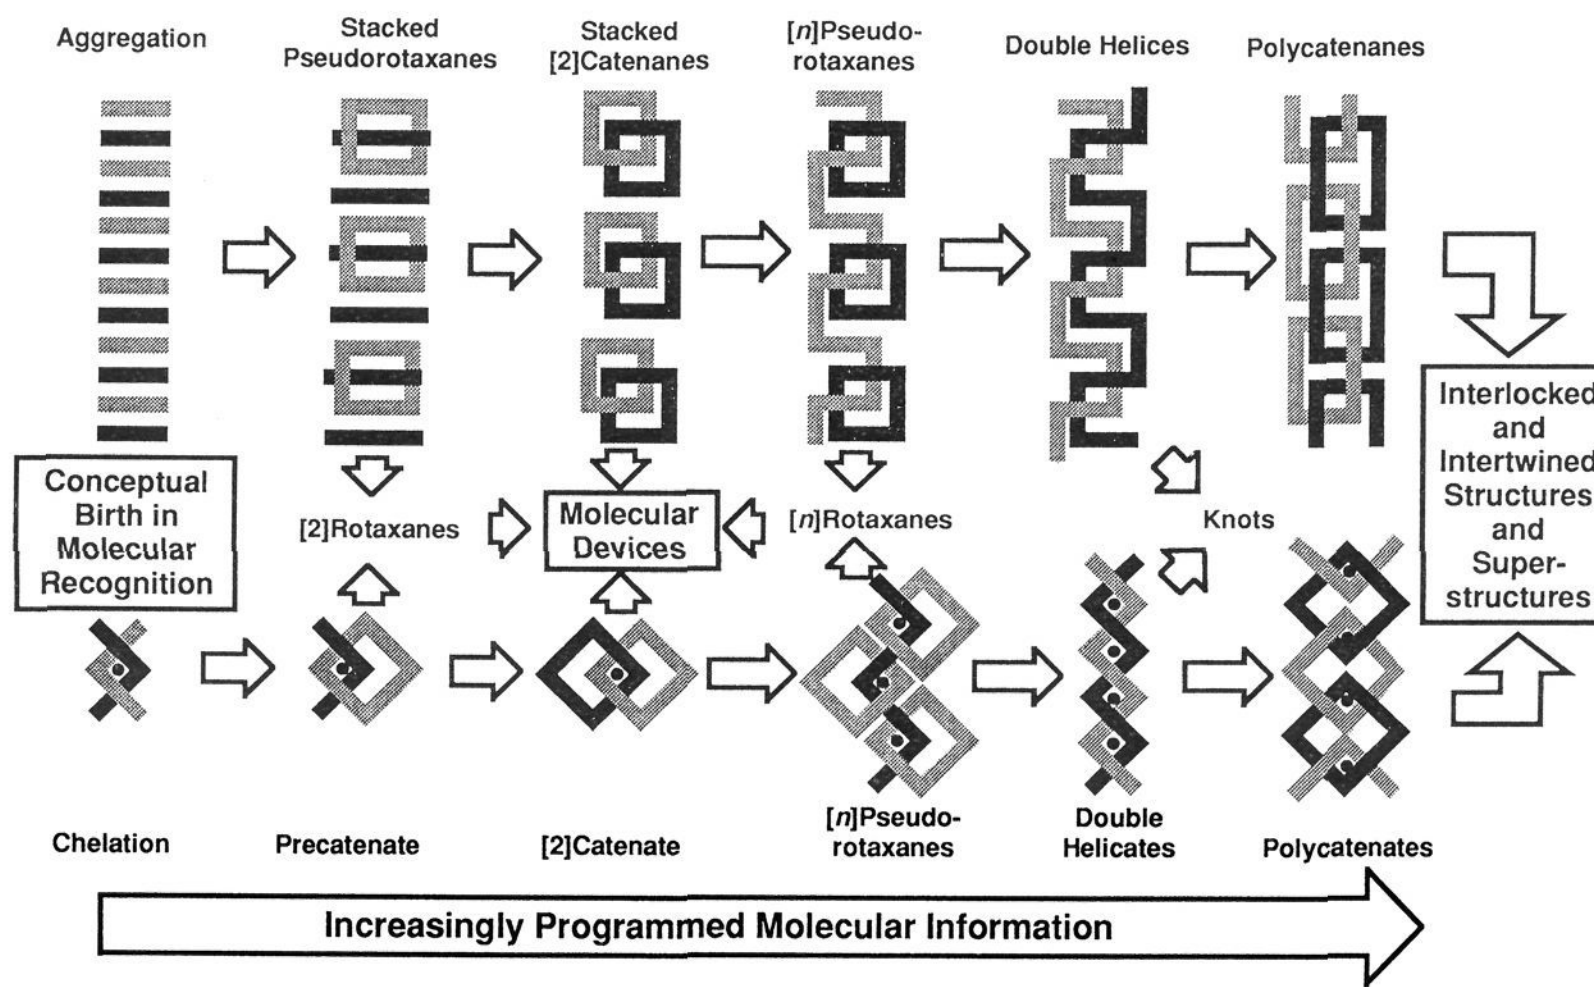 Aggregation
Stacked
Pseudorotaxanes
Stacked
[2]Catenanes
[n]Pseudo-
rotaxanes
Double Helices
Polycatenanes
Conceptual
Birth in
Molecular
Recognition
[2]Rotaxanes
Molecular
Devices
[n]Rotaxanes
Knots
Interlocked
and
Intertwined
Structures
and
Super-
structures
Chelation
Precatenate
[2]Catenate
[n]Pseudo-
rotaxanes
Double
Helicates
Polycatenates
Increasingly Programmed Molecular Information